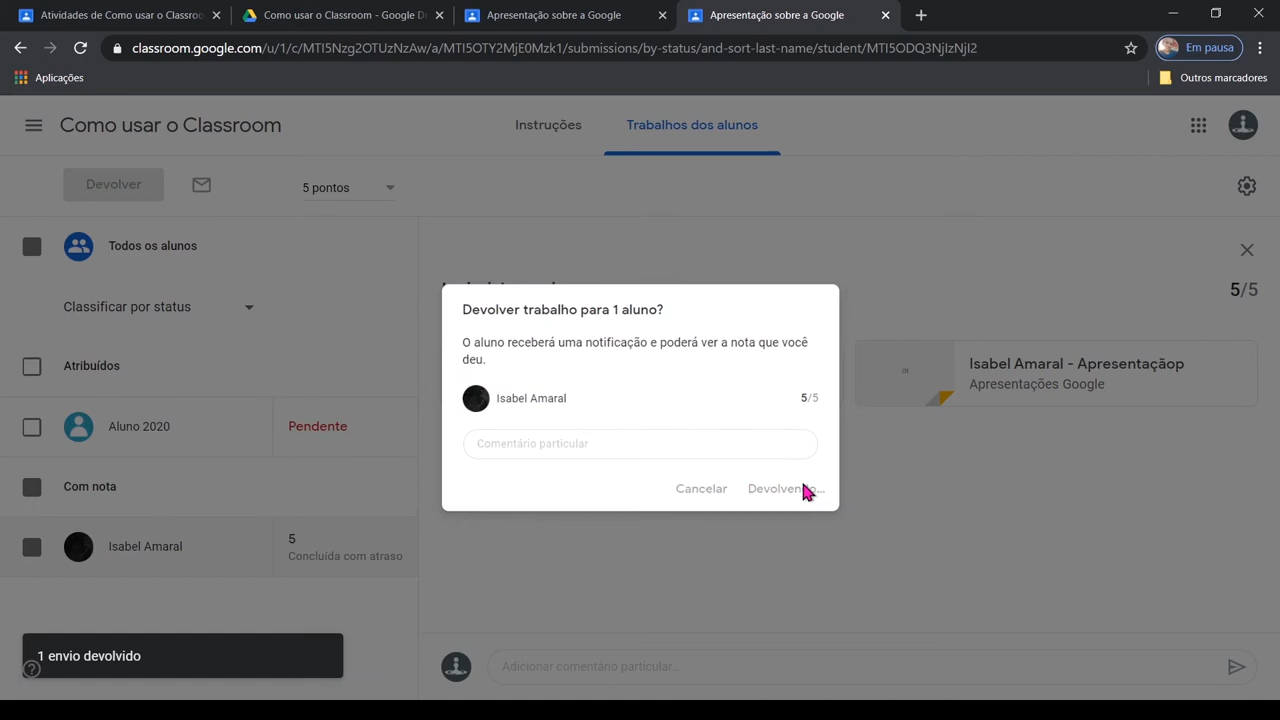 Atividades de Como usar o Classroo
Como usar o Classroom - Google D
Apresentação sobre a Google
Apresentação sobre a Google
classroom.google.com/u/1/c/MTI5Nzg2OTUzNzAw/a/MTI5OTY2MjE0Mzk1/submissions/by-status/and-sort-last-name/student/MTI5ODQ3NjIzNjI2
Em pausa
Aplicações
Outros marcadores
Como usar o Classroom
Instruções
Trabalhos dos alunos
Devolver
5 pontos
Todos os alunos
5/5
Classificar por status
Devolver trabalho para 1 aluno?
O aluno receberá uma notificação e poderá ver a nota que você
deu.
Isabel Amaral - Apresentaçãop
Apresentações Google
Atribuídos
Isabel Amaral
5/5
Aluno 2020
Pendente
Comentário particular
Com nota
Cancelar
Isabel Amaral
5
Concluída com atraso
1 envio devolvido
Adicionar comentário particular...